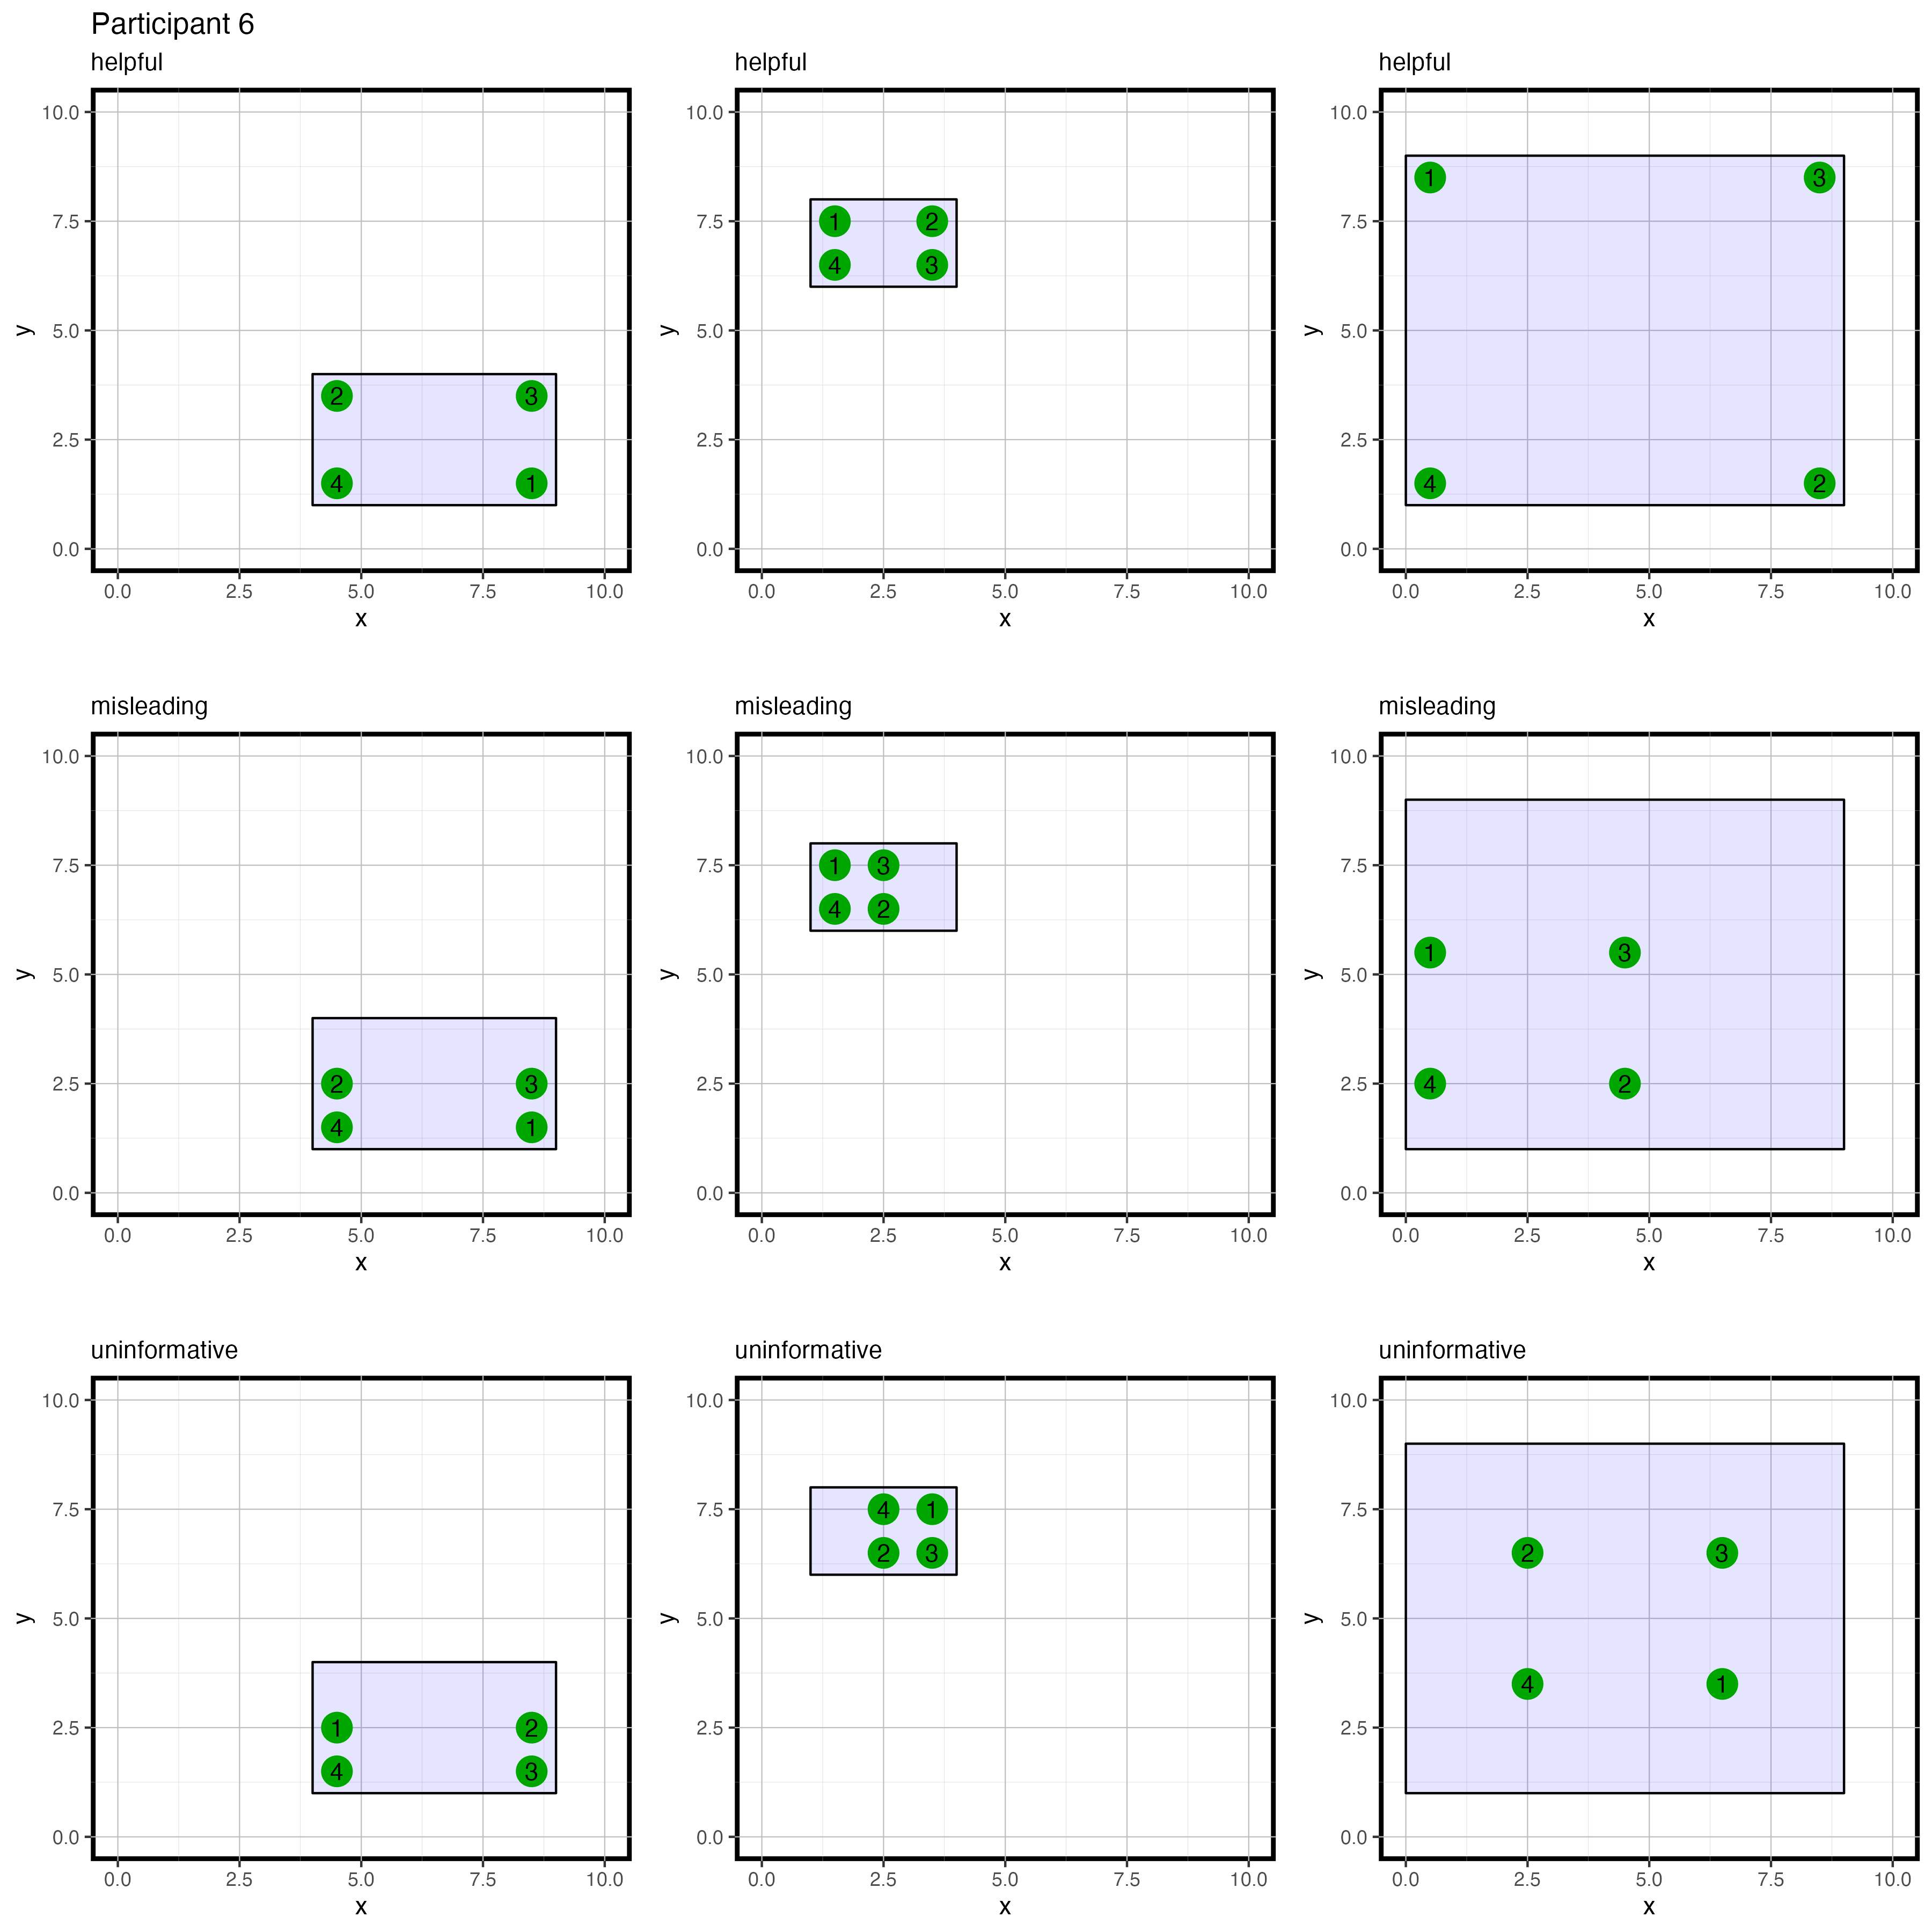 Participant 6
helpful helpful helpful
10.0 10.0 10.0
1 3
7.5 1 2 7.5 7.5
4 3
y 5.0 y 5.0 y 5.0
2 3
2.5 2.5 2.5
4 1 4 2
0.0 0.0 0.0
0.0 2.5 5.0 7.5 10.0 0.0 2.5 5.0 7.5 10.0 0.0 2.5 5.0 7.5 10.0
x x x
misleading misleading misleading
10.0 10.0 10.0
7.5 7.5 1 3 7.5
4 2
1 3
y 5.0 y 5.0 y 5.0
2.5 2 3 2.5 2.5 4 2
4 1
0.0 0.0 0.0
0.0 2.5 5.0 7.5 10.0 0.0 2.5 5.0 7.5 10.0 0.0 2.5 5.0 7.5 10.0
x x x
uninformative uninformative uninformative
10.0 10.0 10.0
7.5 7.5 4 1 7.5
2 3 2 3
y 5.0 y 5.0 y 5.0
4 1
2.5 1 2 2.5 2.5
4 3
0.0 0.0 0.0
0.0 2.5 5.0 7.5 10.0 0.0 2.5 5.0 7.5 10.0 0.0 2.5 5.0 7.5 10.0
x x x